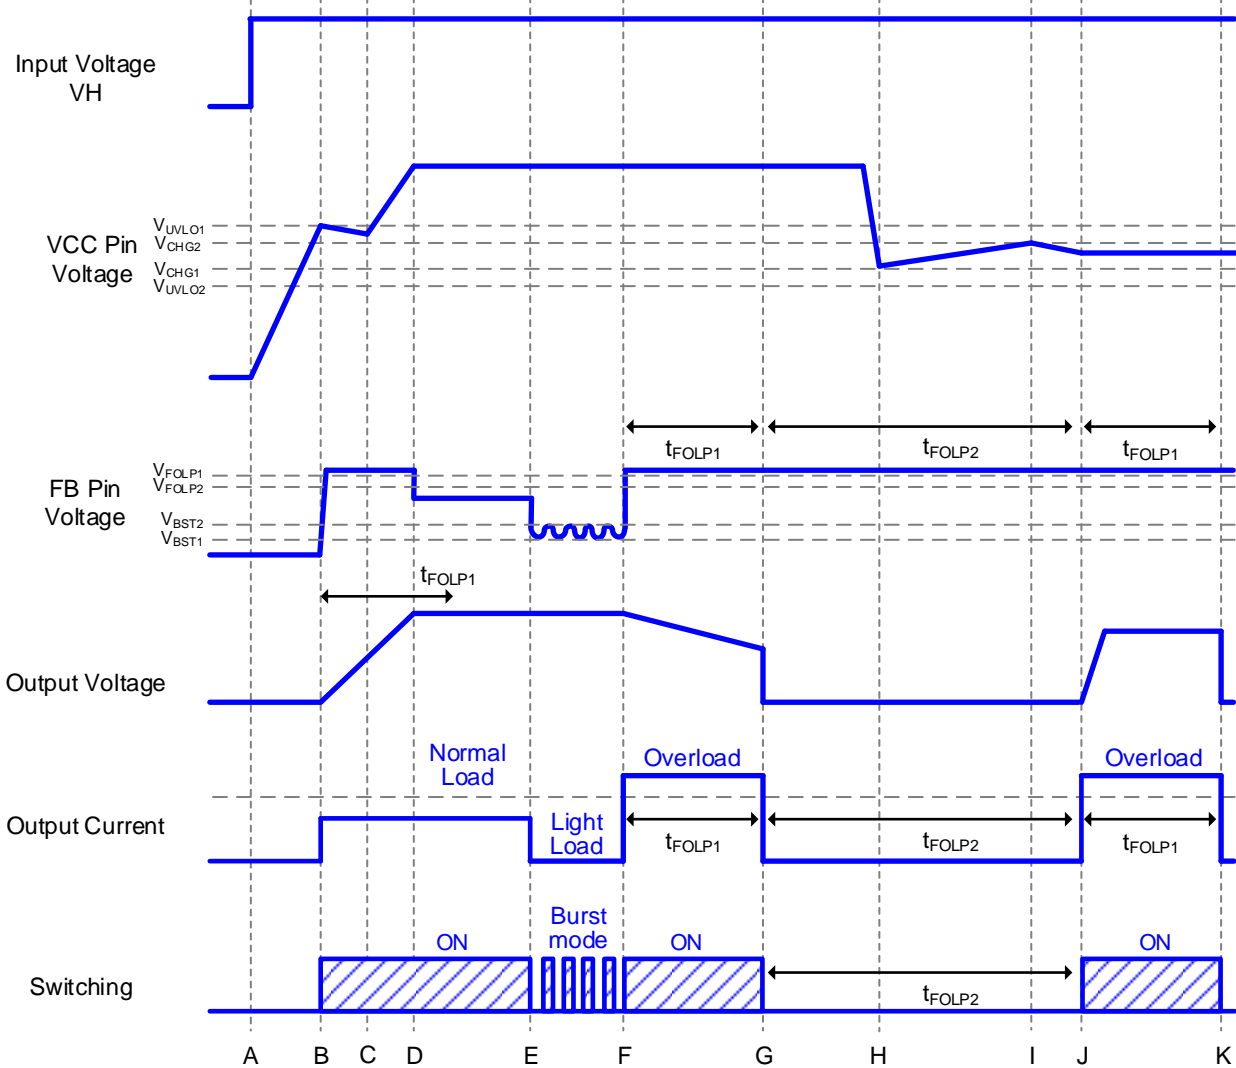 Input Voltage
VH
VCC Pin
Voltage
VUVLO1
VCHG2
VCHG1
VUVLO2
tFOLP1
tFOLP2
tFOLP1
FB Pin
Voltage
VFOLP1
VFOLP2
VBST2
VBST1
tFOLP1
Output Voltage
Normal
Load
Overload
Overload
Output Current
Light
Load
tFOLP1
tFOLP2
tFOLP1
Burst
mode
ON
ON
ON
Switching
tFOLP2
A B C D E F G H I J K